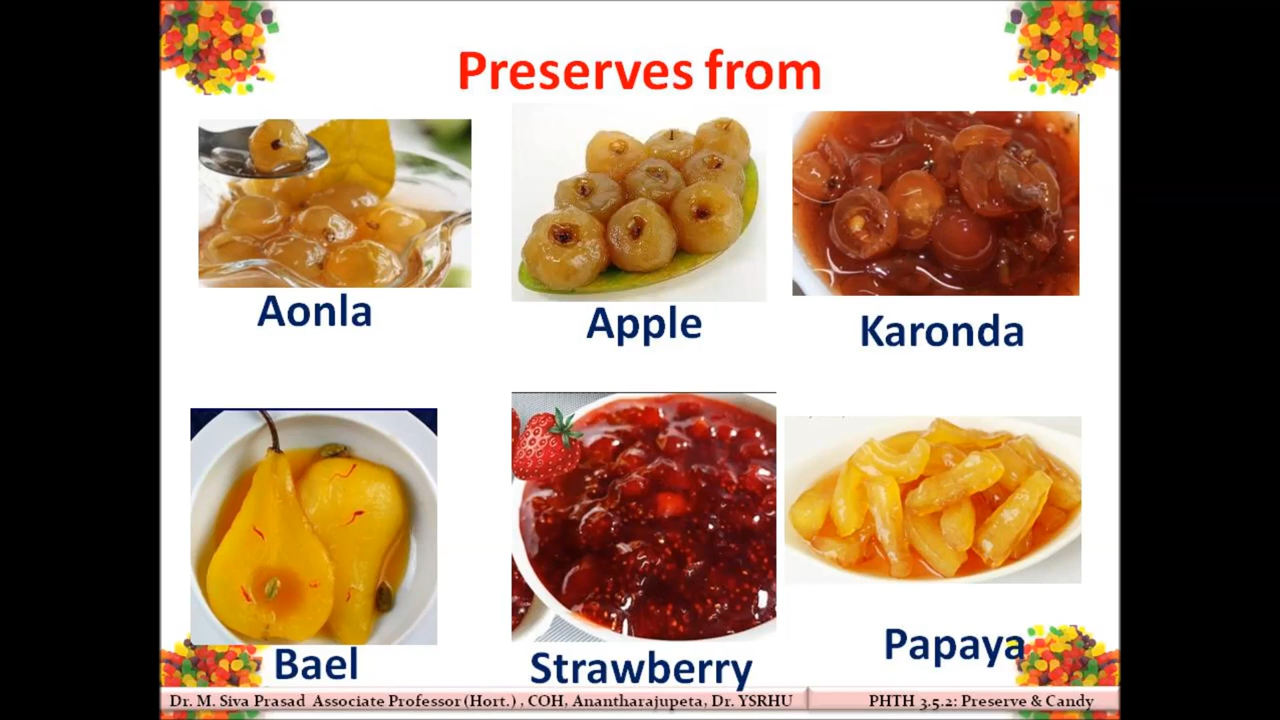 Preserves from
Aonla
Apple
Karonda
Bael
Strawberry
Papaya
Dr. M. Siva Prasad Associate Professor (Hort.) , COH, Anantharajupeta, Dr. YSRHU
PHTH 3.5.2: Preserve & Candy